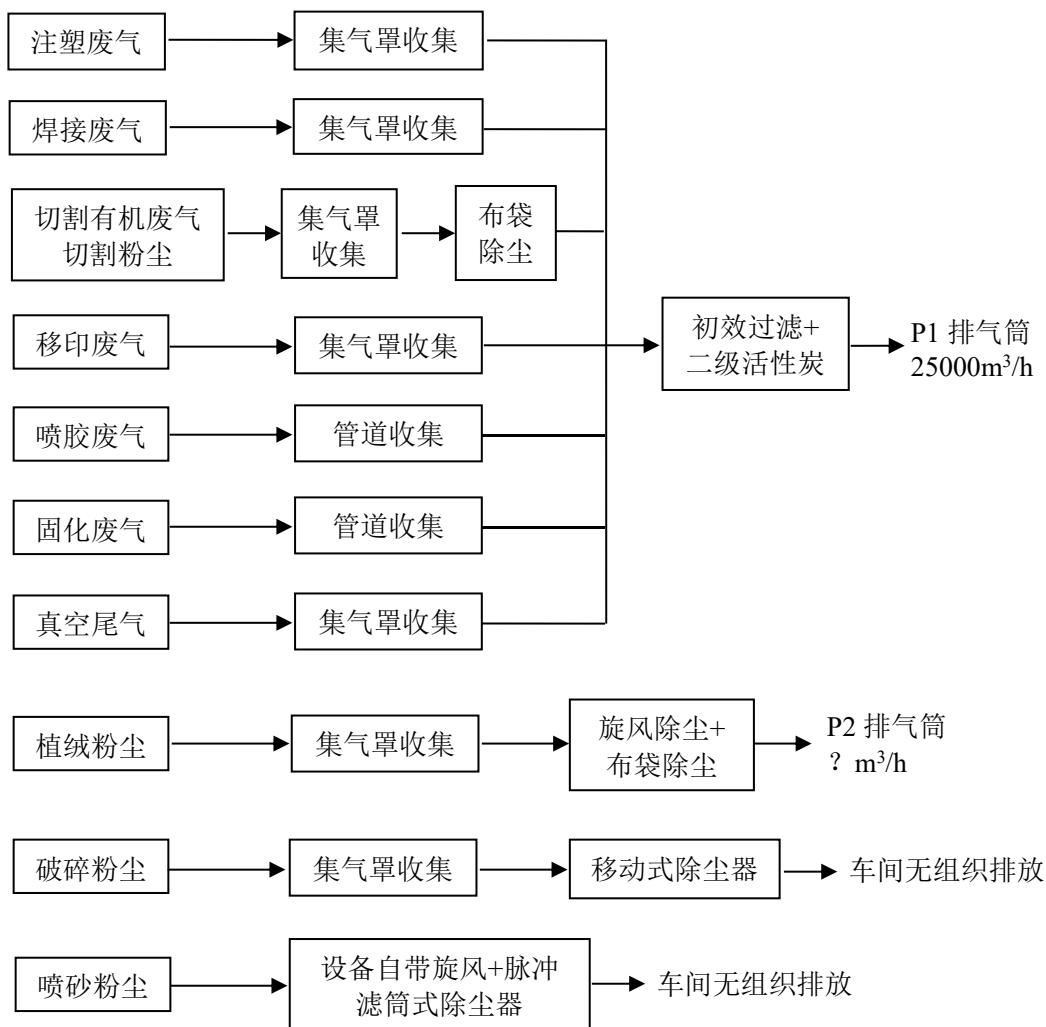 注塑废气
集气罩收集
焊接废气
集气罩收集
切割有机废气
切割粉尘
集气罩
收集
布袋
除尘
移印废气
集气罩收集
初效过滤+
二级活性炭
P1 排气筒
25000m³/h
喷胶废气
管道收集
固化废气
管道收集
真空尾气
集气罩收集
植绒粉尘
集气罩收集
旋风除尘+
布袋除尘
P2 排气筒
？m³/h
破碎粉尘
集气罩收集
移动式除尘器
车间无组织排放
喷砂粉尘
设备自带旋风+脉冲
滤筒式除尘器
车间无组织排放